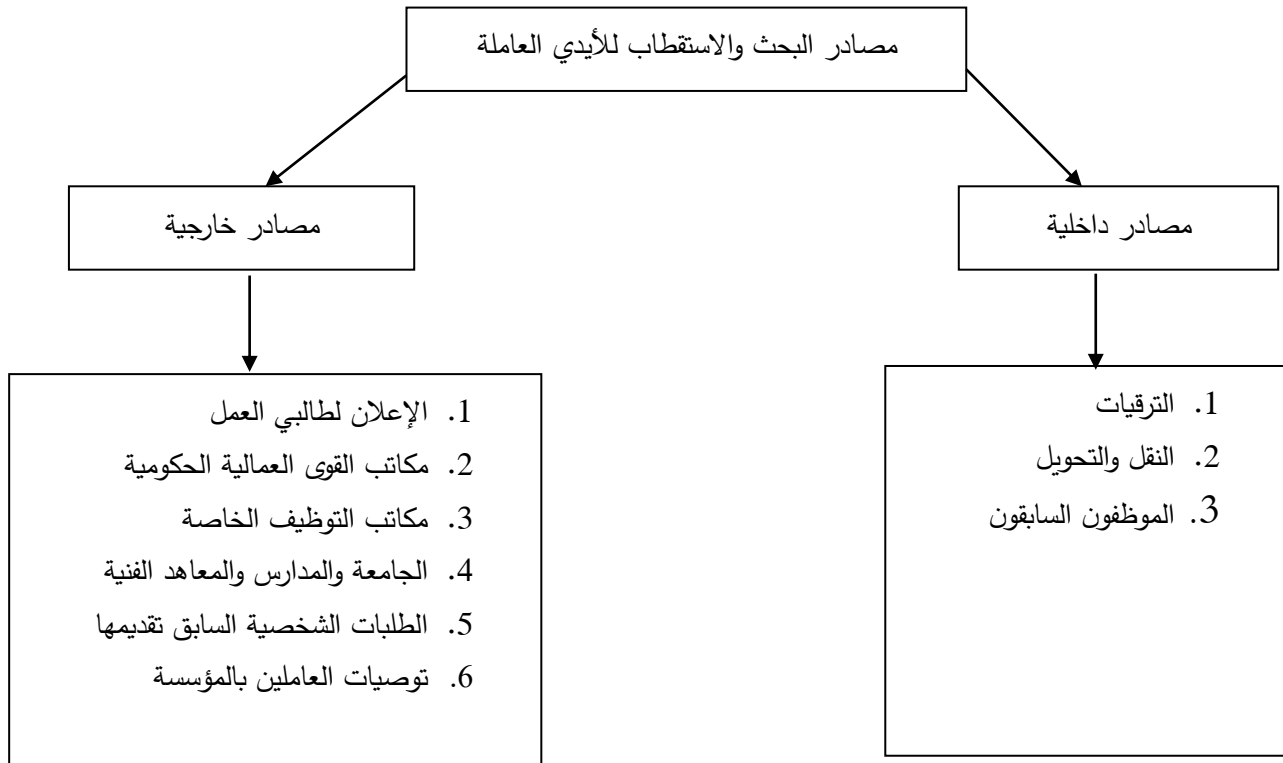 مصادر البحث والاستقطاب للأيدي العاملة
مصادر داخلية
مصادر خارجية
1. الترقيات
2. النقل والتحويل
3. الموظفون السابقون
1. الإعلان لطالبي العمل
2. مكاتب القوى العمالية الحكومية
3. مكاتب التوظيف الخاصة
4. الجامعة والمدارس والمعاهد الفنية
5. الطلبات الشخصية السابق تقديمها
6. توصيات العاملين بالمؤسسة